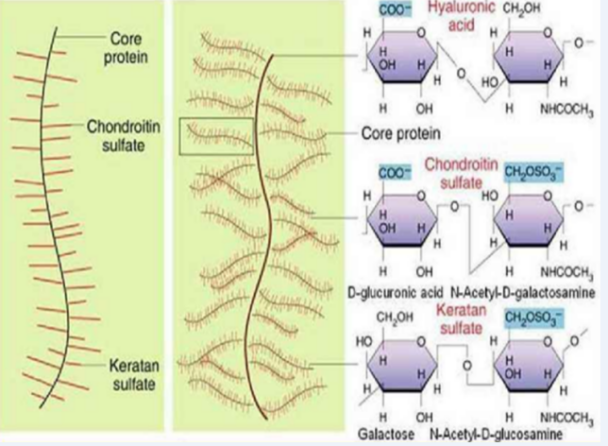 Core
protein
Chondroitin
sulfate
Keratan
sulfate
Core protein
Hyaluronic
acid
COO⁻
CH₂OH
H
O
H
O
H
OH
H
H
O
HO
H
H
H
OH
H
NHCOCH₃
Chondroitin
sulfate
COO⁻
CH₂OSO₃⁻
H
O
O
HO
O
O
H
OH
H
H
H
H
H
H
OH
H
NHCOCH₃
D-glucuronic acid N-Acetyl-D-galactosamine
Keratan
sulfate
CH₂OH
CH₂OSO₃⁻
HO
O
H
O
O
H
H
O
H
OH
H
H
H
H
OH
H
NHCOCH₃
Galactose N-Acetyl-D-glucosamine